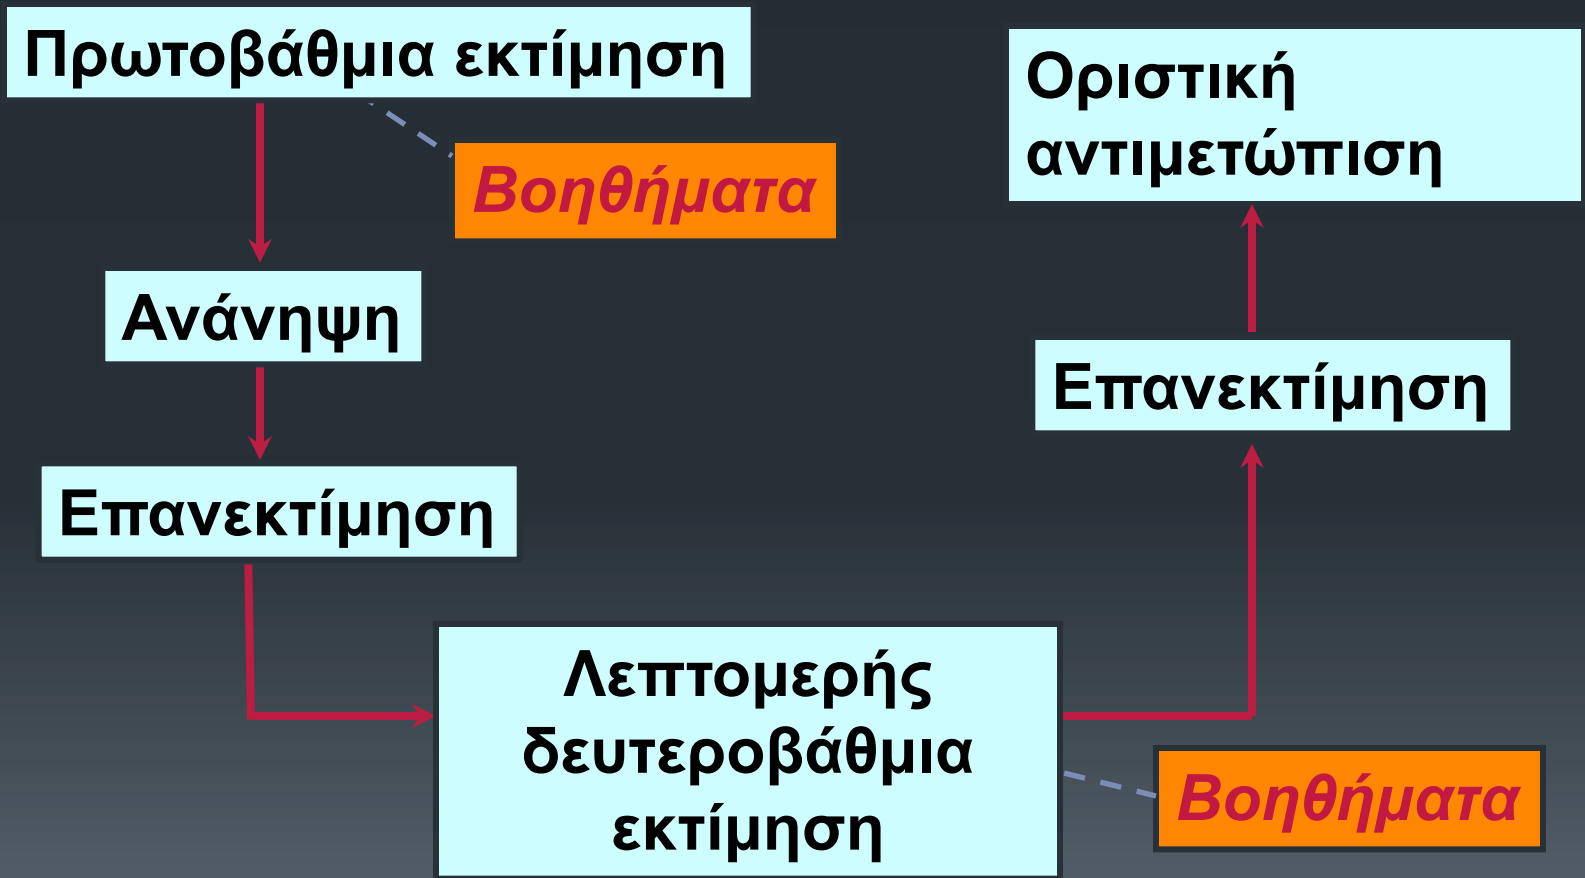 Πρωτοβάθμια εκτίμηση
Βοηθήματα
Ανάνηψη
Επανεκτίμηση
Λεπτομερής
δευτεροβάθμια
εκτίμηση
Βοηθήματα
Επανεκτίμηση
Οριστική
αντιμετώπιση